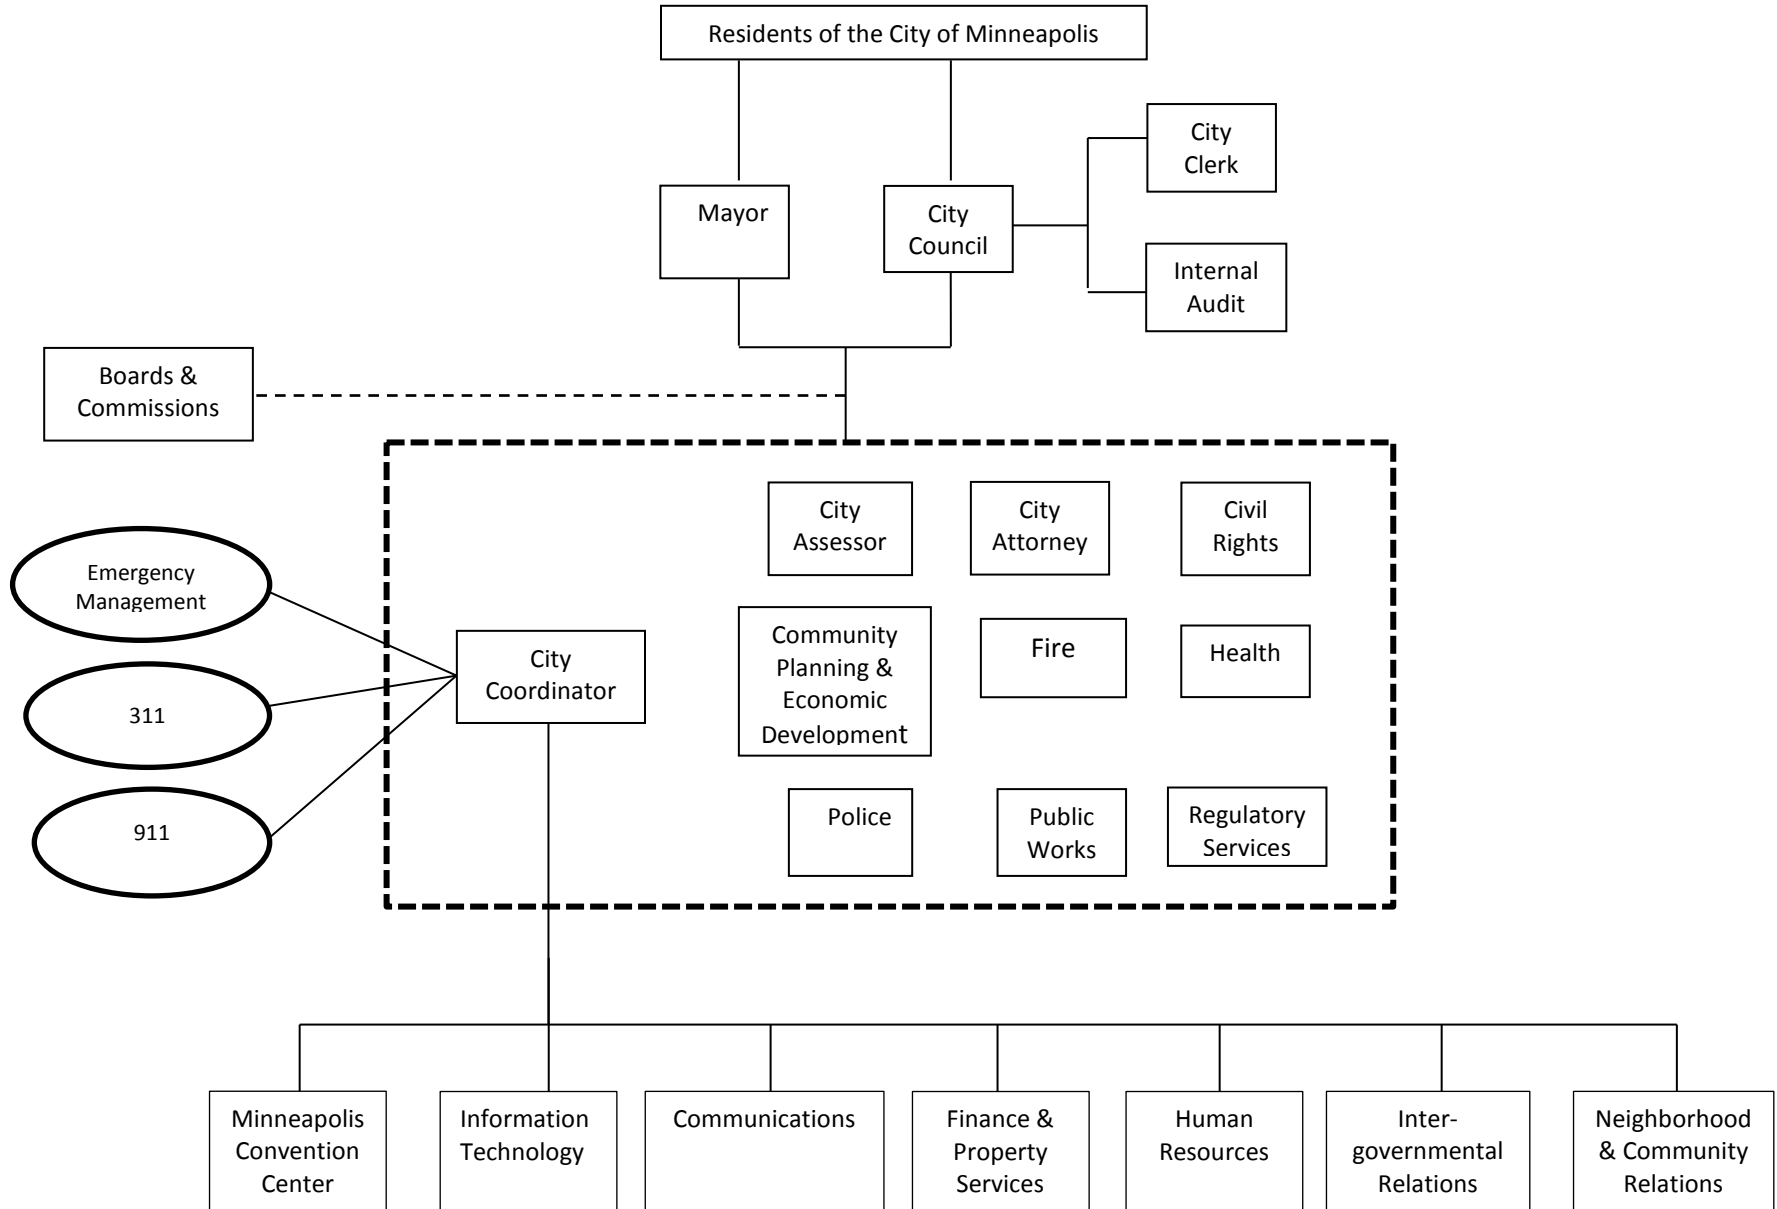 Residents of the City of Minneapolis
City
Clerk
Mayor
City
Council
Internal
Audit
Boards &
Commissions
City
Assessor
City
Attorney
Civil
Rights
Emergency
Management
City
Coordinator
Community
Planning &
Economic
Development
Fire
Health
311
911
Police
Public
Works
Regulatory
Services
Minneapolis
Convention
Center
Information
Technology
Communications
Finance &
Property
Services
Human
Resources
Inter-
governmental
Relations
Neighborhood
& Community
Relations